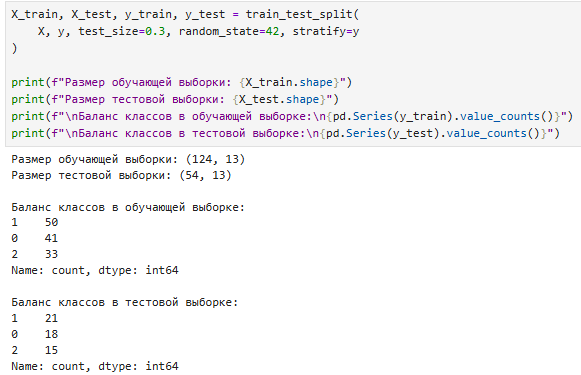 X_train, X_test, y_train, y_test = train_test_split(
    X, y, test_size=0.3, random_state=42, stratify=y
)
print(f"Размер обучающей выборки: {X_train.shape}")
print(f"Размер тестовой выборки: {X_test.shape}")
print(f"\nБаланс классов в обучающей выборке:\n{pd.Series(y_train).value_counts()}")
print(f"\nБаланс классов в тестовой выборке:\n{pd.Series(y_test).value_counts()}")
Размер обучающей выборки: (124, 13)
Размер тестовой выборки: (54, 13)
Баланс классов в обучающей выборке:
1    50
0    41
2    33
Name: count, dtype: int64
Баланс классов в тестовой выборке:
1    21
0    18
2    15
Name: count, dtype: int64